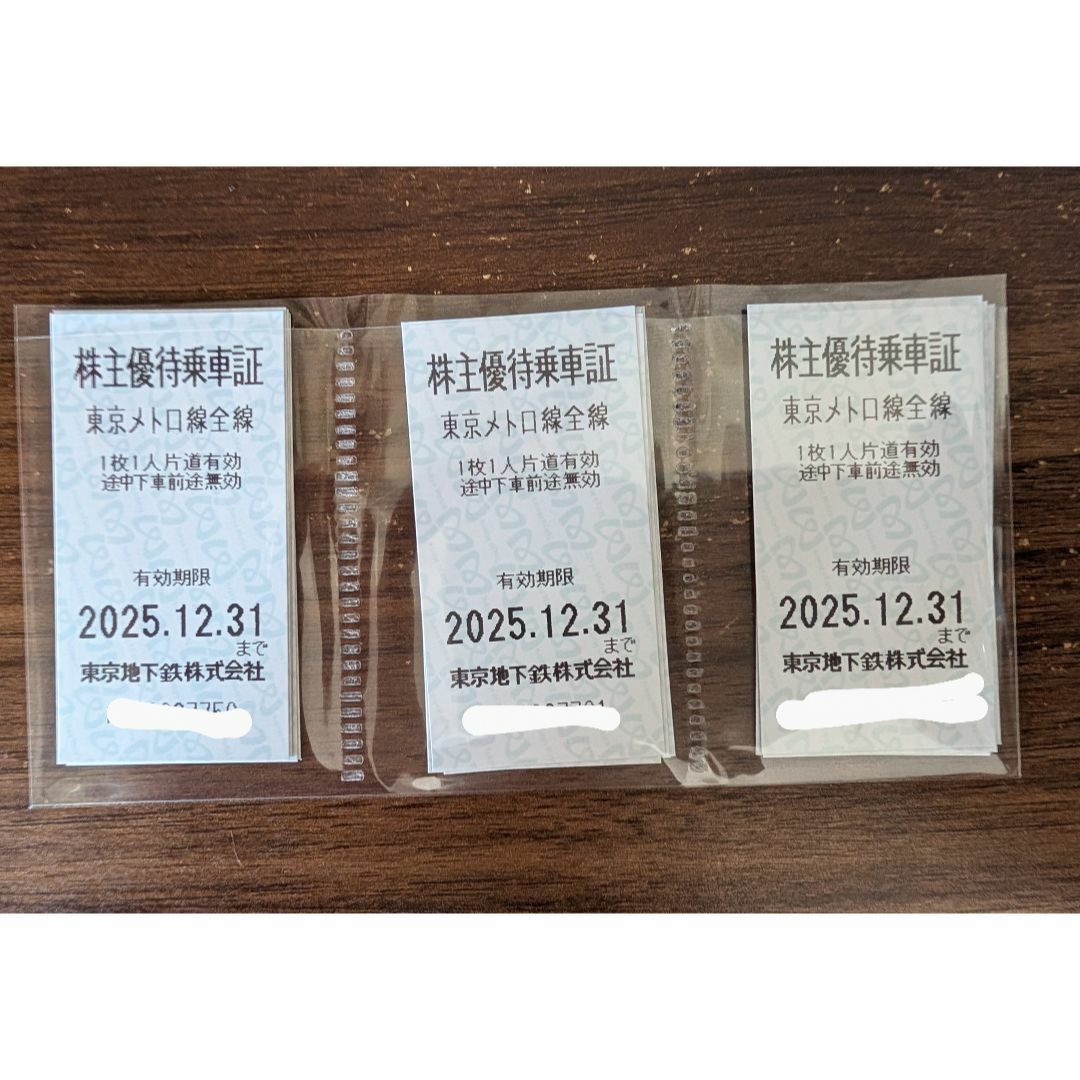 株主優待乗車証
東京メトロ線全線
1枚1人片道有効
途中下車前途無効
有効期限
2025.12.31
まで
東京地下鉄株式会社
株主優待乗車証
東京メトロ線全線
1枚1人片道有効
途中下車前途無効
有効期限
2025.12.31
まで
東京地下鉄株式会社
株主優待乗車証
東京メトロ線全線
1枚1人片道有効
途中下車前途無効
有効期限
2025.12.31
まで
東京地下鉄株式会社